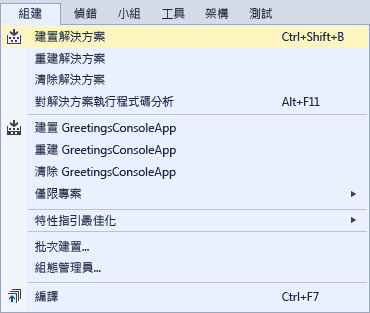 組建 偵錯 小組 工具 架構 測試
建置解決方案 Ctrl+Shift+B
重建解決方案
清除解決方案
對解決方案執行程式碼分析 Alt+F11
建置 GreetingsConsoleApp
重建 GreetingsConsoleApp
清除 GreetingsConsoleApp
僅限專案
特性指引最佳化
批次建置...
組態管理員...
編譯 Ctrl+F7